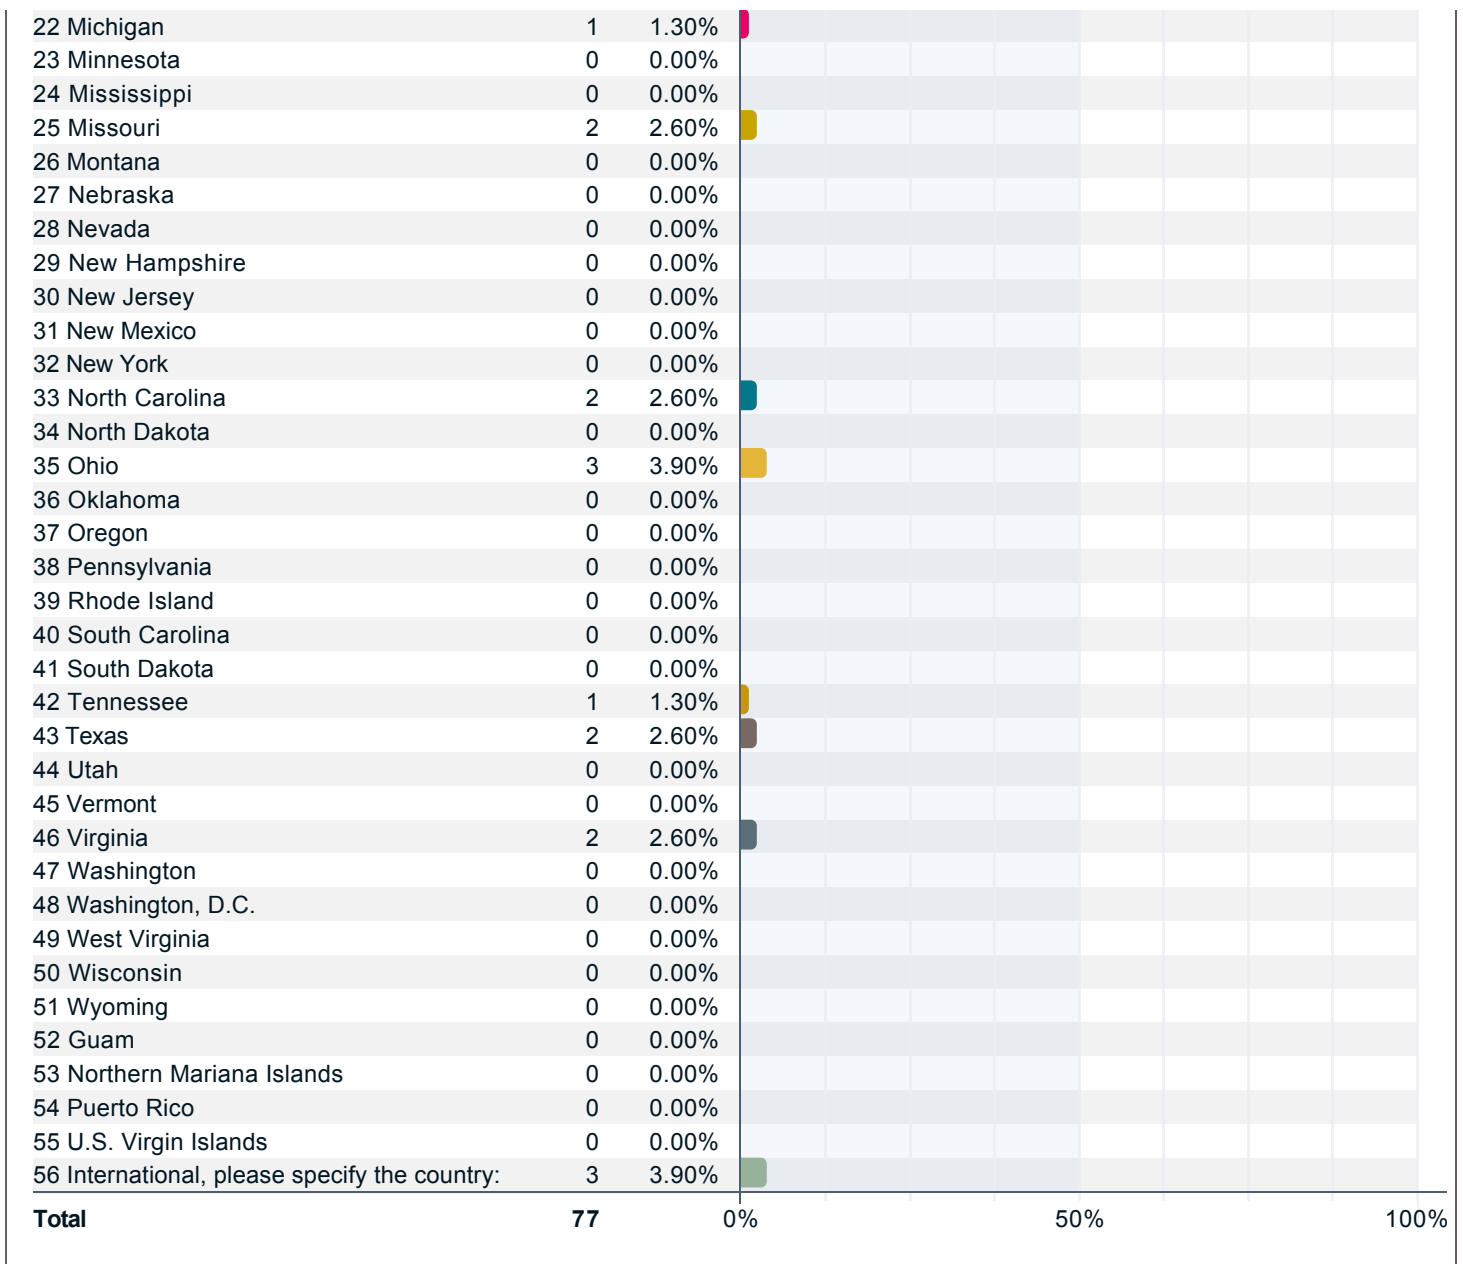 22 Michigan 1 1.30%
23 Minnesota 0 0.00%
24 Mississippi 0 0.00%
25 Missouri 2 2.60%
26 Montana 0 0.00%
27 Nebraska 0 0.00%
28 Nevada 0 0.00%
29 New Hampshire 0 0.00%
30 New Jersey 0 0.00%
31 New Mexico 0 0.00%
32 New York 0 0.00%
33 North Carolina 2 2.60%
34 North Dakota 0 0.00%
35 Ohio 3 3.90%
36 Oklahoma 0 0.00%
37 Oregon 0 0.00%
38 Pennsylvania 0 0.00%
39 Rhode Island 0 0.00%
40 South Carolina 0 0.00%
41 South Dakota 0 0.00%
42 Tennessee 1 1.30%
43 Texas 2 2.60%
44 Utah 0 0.00%
45 Vermont 0 0.00%
46 Virginia 2 2.60%
47 Washington 0 0.00%
48 Washington, D.C. 0 0.00%
49 West Virginia 0 0.00%
50 Wisconsin 0 0.00%
51 Wyoming 0 0.00%
52 Guam 0 0.00%
53 Northern Mariana Islands 0 0.00%
54 Puerto Rico 0 0.00%
55 U.S. Virgin Islands 0 0.00%
56 International, please specify the country: 3 3.90%
Total 77 0% 50% 100%